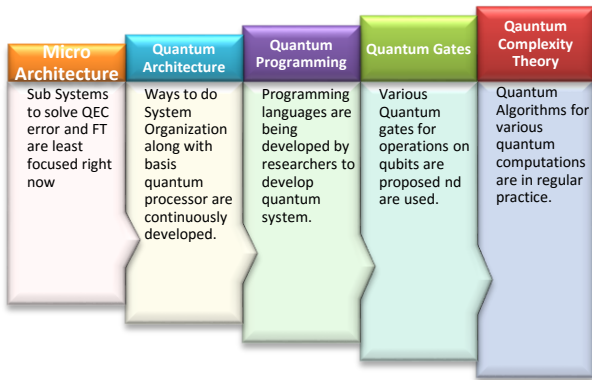 Micro
Architecture
Sub Systems
to solve QEC
error and FT
are least
focused right
now
Quantum
Architecture
Ways to do
System
Organization
along with
basis
quantum
processor are
continuously
developed.
Quantum
Programming
Programming
languages are
being
developed by
researchers to
develop
quantum
system.
Quantum Gates
Various
Quantum
gates for
operations on
qubits are
proposed nd
are used.
Qauntum
Complexity
Theory
Quantum
Algorithms for
various
quantum
computations
are in regular
practice.